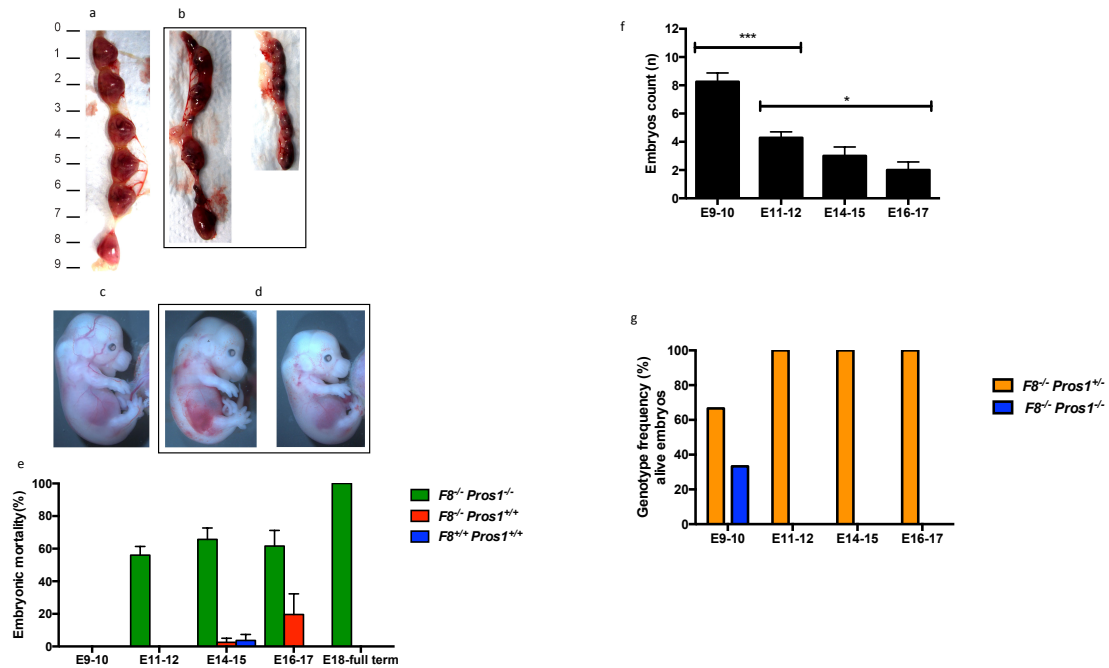 a
b
0
1
2
3
4
5
6
7
8
9
c
d
e
Embryonic mortality(%)
100
80
60
40
20
0
E9-10 E11-12 E14-15 E16-17 E18-full term
F8-/- Pros1-/-
F8-/- Pros1+/+
F8+/+ Pros1+/+
f
Embryos count (n)
12
10
8
6
4
2
0
***
*
E9-10 E11-12 E14-15 E16-17
g
Genotype frequency (%)
alive embryos
100
80
60
40
20
0
E9-10 E11-12 E14-15 E16-17
F8-/- Pros1+/-
F8-/- Pros1-/-